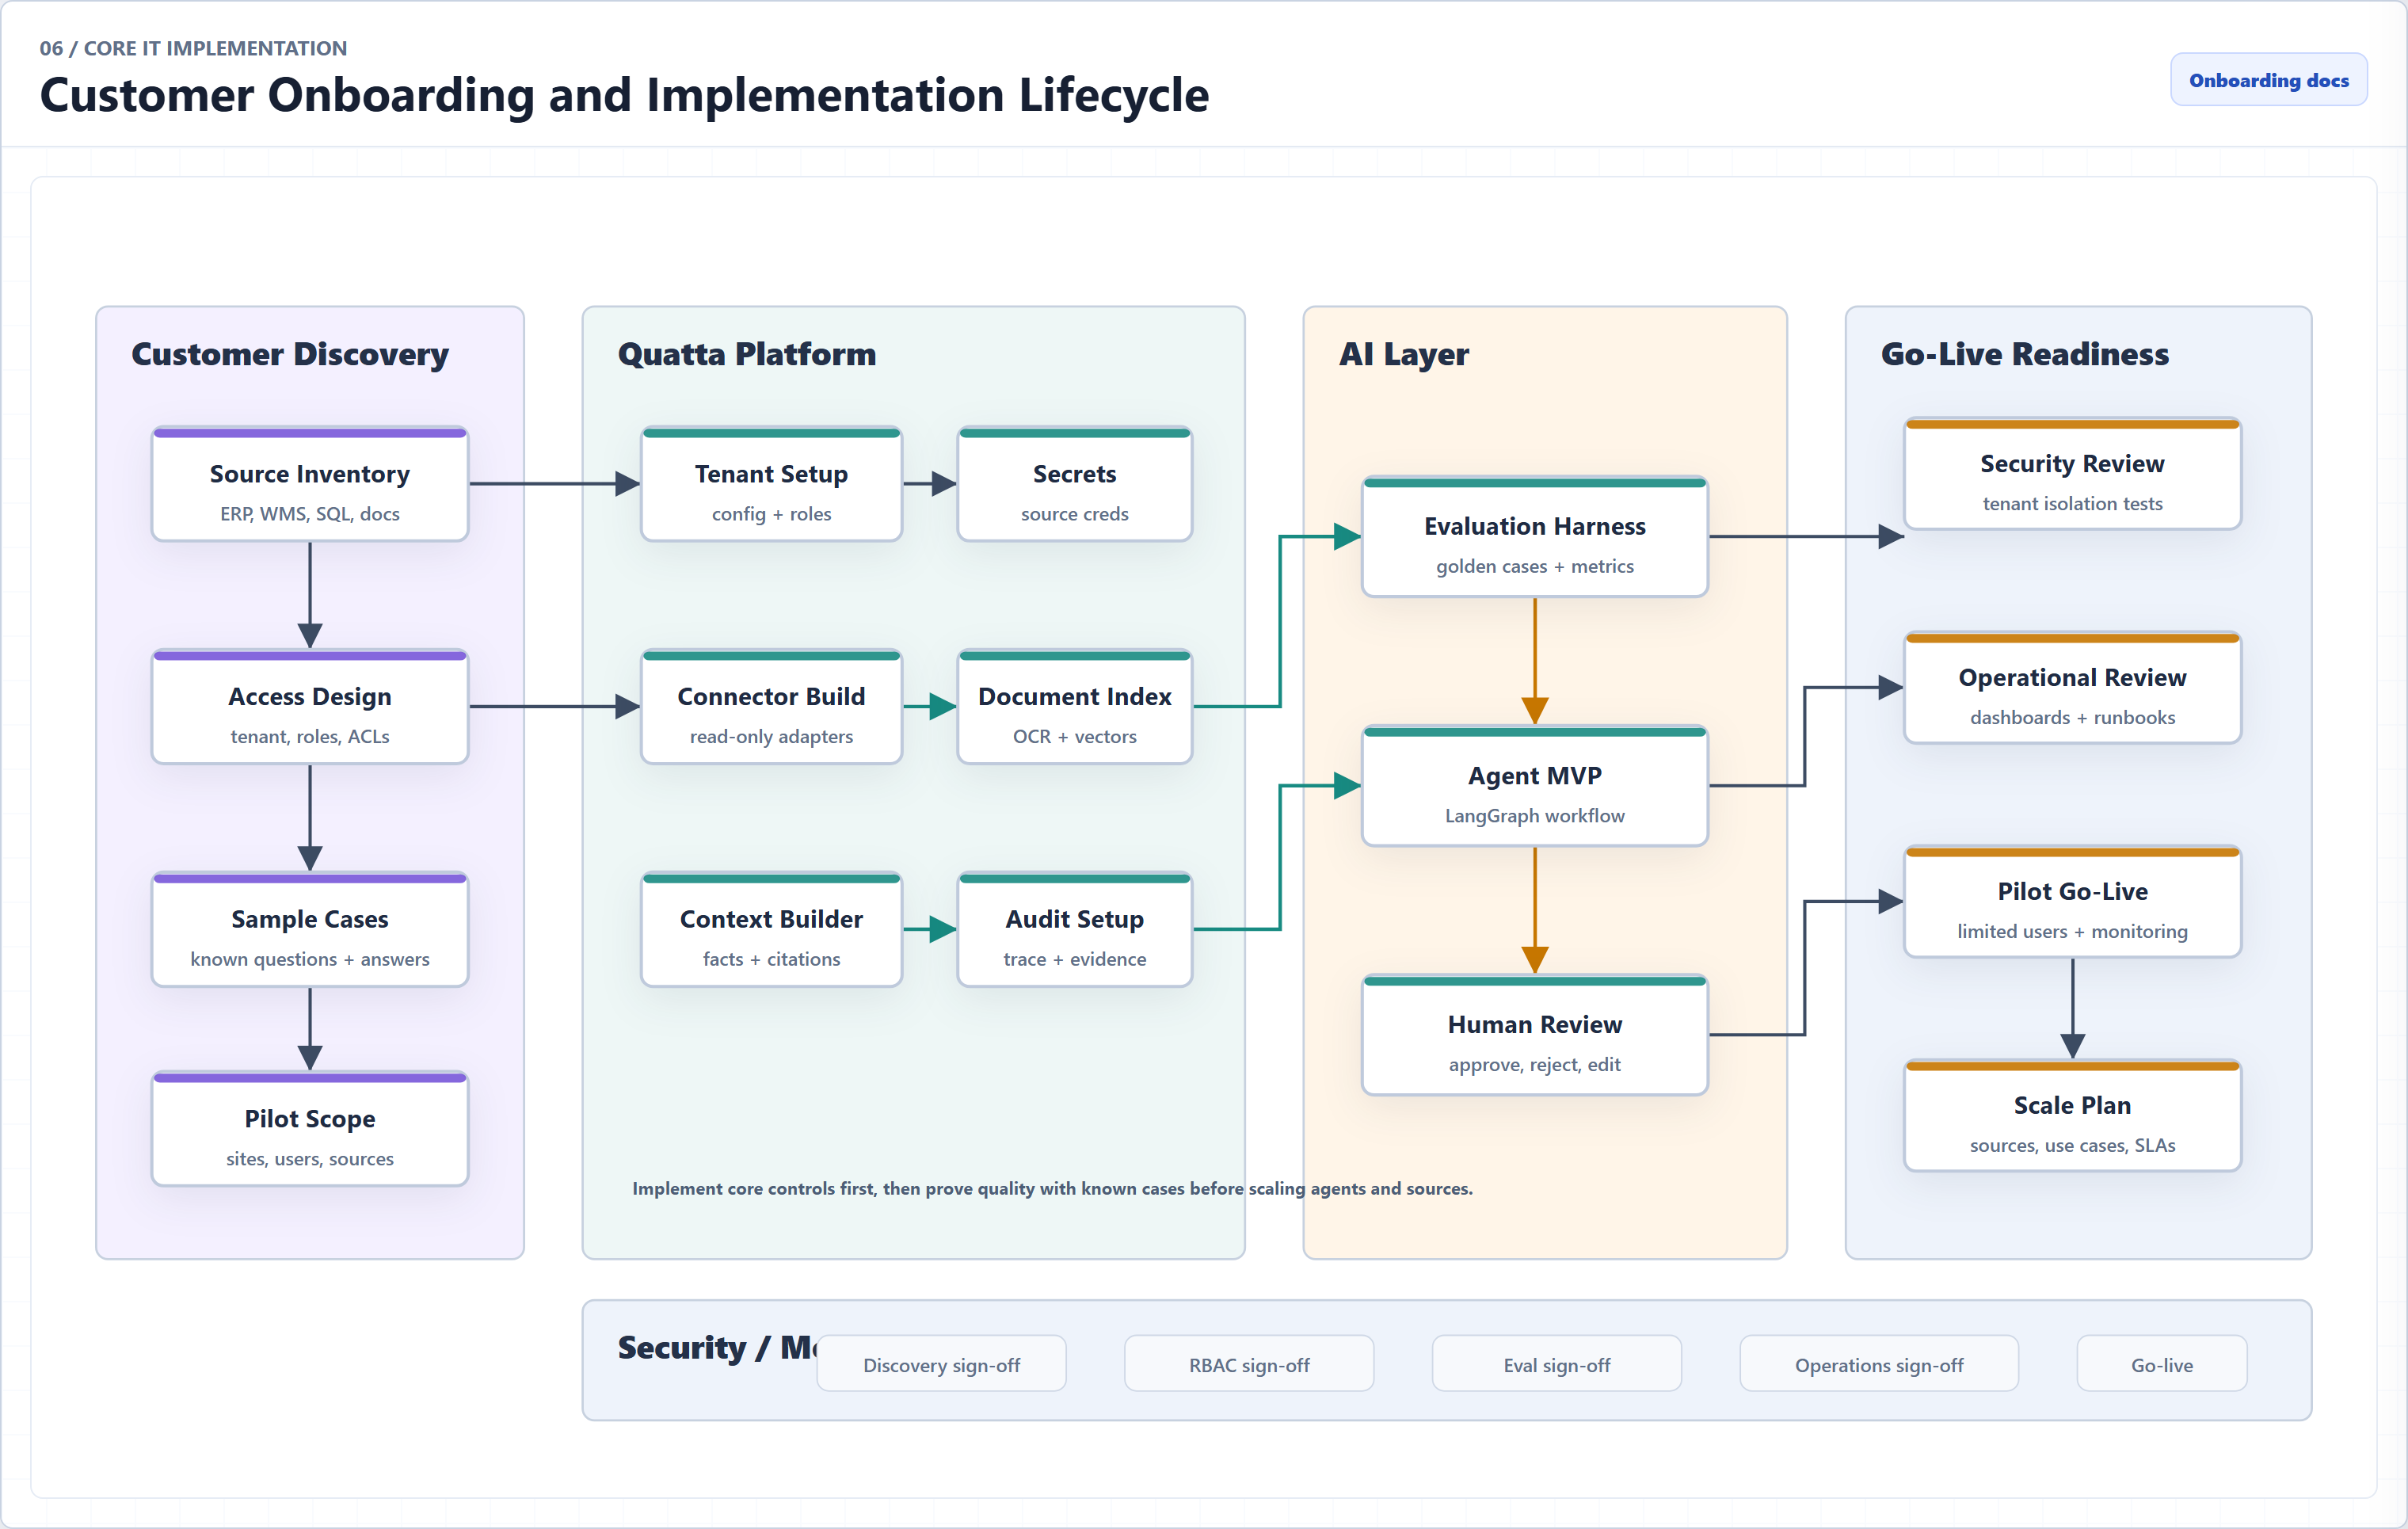 06 / CORE IT IMPLEMENTATION
Customer Onboarding and Implementation Lifecycle
Onboarding docs
Customer Discovery
Source Inventory
ERP, WMS, SQL, docs
Access Design
tenant, roles, ACLs
Sample Cases
known questions + answers
Pilot Scope
sites, users, sources
Quatta Platform
Tenant Setup
config + roles
Secrets
source creds
Connector Build
read-only adapters
Document Index
OCR + vectors
Context Builder
facts + citations
Audit Setup
trace + evidence
Implement core controls first, then prove quality with known cases before scaling agents and sources.
AI Layer
Evaluation Harness
golden cases + metrics
Agent MVP
LangGraph workflow
Human Review
approve, reject, edit
Go-Live Readiness
Security Review
tenant isolation tests
Operational Review
dashboards + runbooks
Pilot Go-Live
limited users + monitoring
Scale Plan
sources, use cases, SLAs
Security /
Discovery sign-off
RBAC sign-off
Eval sign-off
Operations sign-off
Go-live